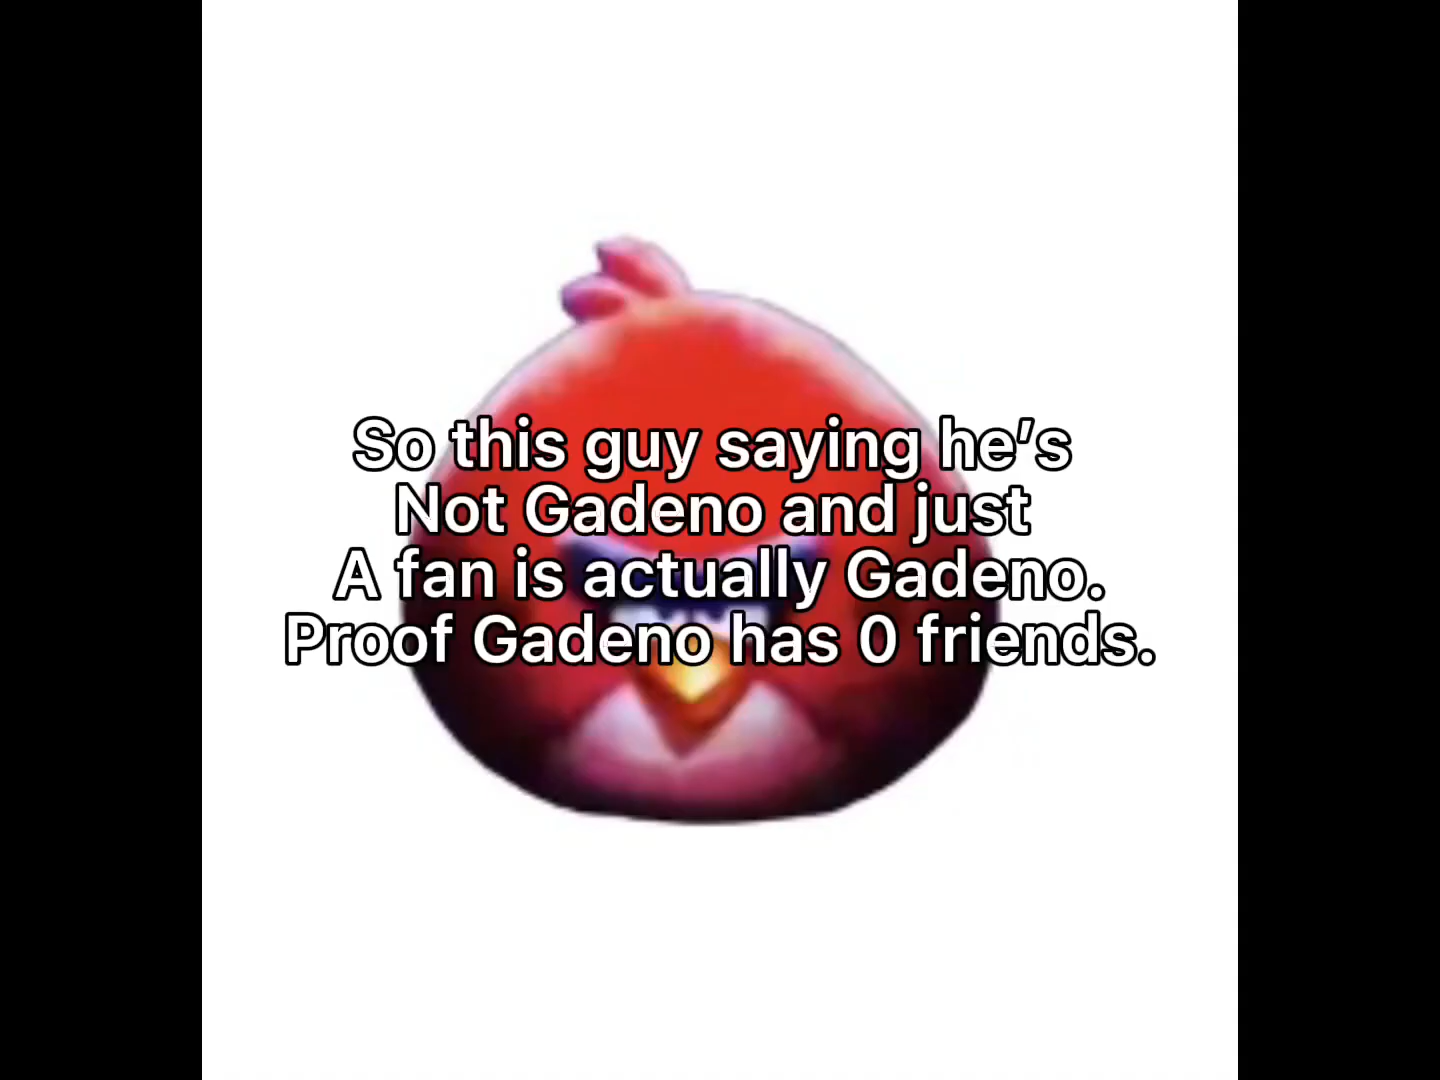 So this guy saying he’s
Not Gadeno and just
A fan is actually Gadeno.
Proof Gadeno has 0 friends.